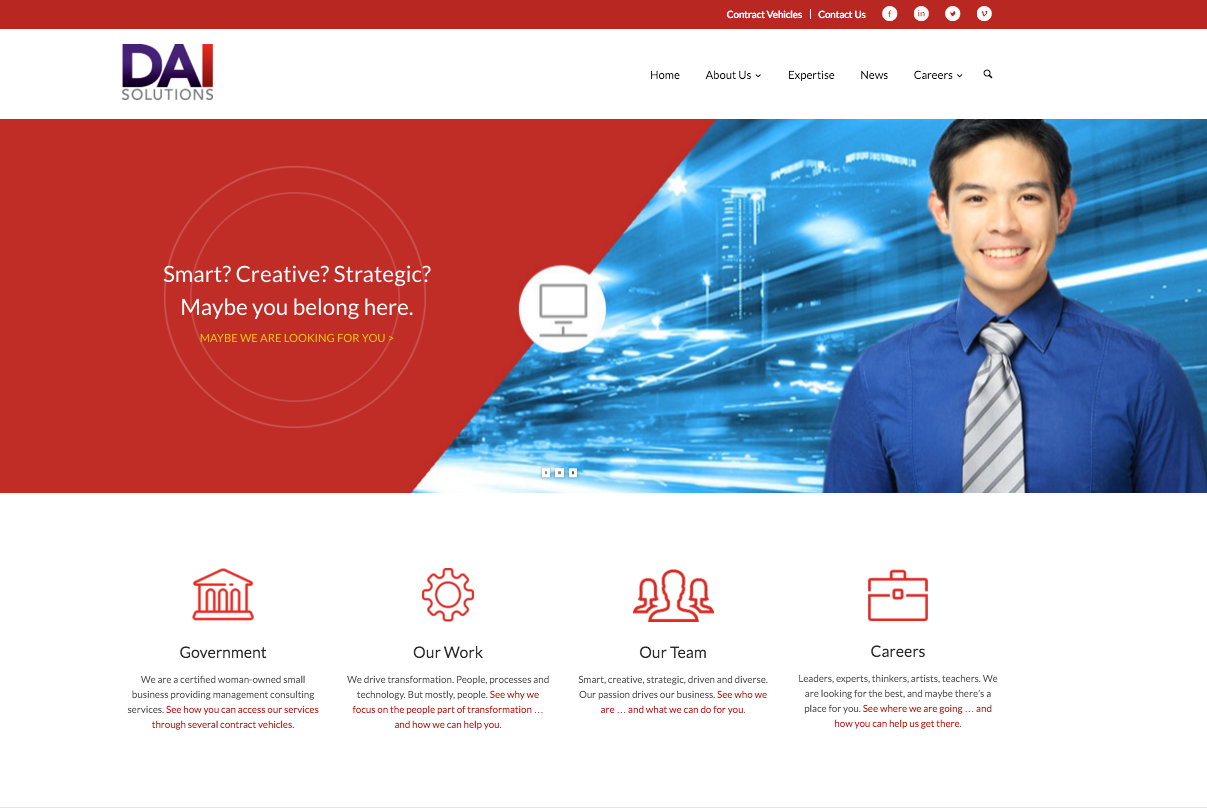 Contract Vehicles | Contact Us
DAI
SOLUTIONS
Home About Us Expertise News Careers
Smart? Creative? Strategic?
Maybe you belong here.
MAYBE WE ARE LOOKING FOR YOU >
Government
We are a certified woman-owned small
business providing management consulting
services. See how you can access our services
through several contract vehicles.
Our Work
We drive transformation. People, processes and
technology. But mostly, people. See why we
focus on the people part of transformation …
and how we can help you.
Our Team
Smart, creative, strategic, driven and diverse.
Our passion drives our business. See who we
are … and what we can do for you.
Careers
Leaders, experts, thinkers, artists, teachers. We
are looking for the best, and maybe there's a
place for you. See where we are going … and
how you can help us get there.